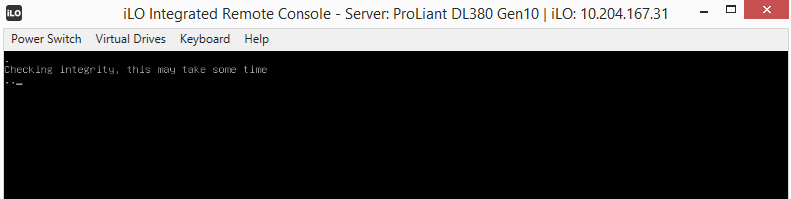 iLO
iLO Integrated Remote Console - Server: ProLiant DL380 Gen10 | iLO: 10.204.167.31
Power Switch Virtual Drives Keyboard Help
.
Checking integrity, this may take some time
.._